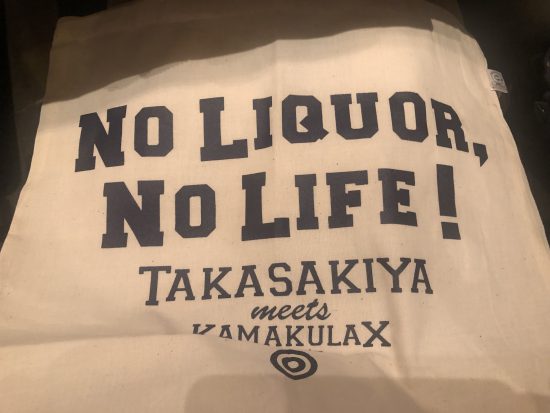 NO LIQUOR,
NO LIFE!
TAKASAKIYA
meets
KAMAKULAX